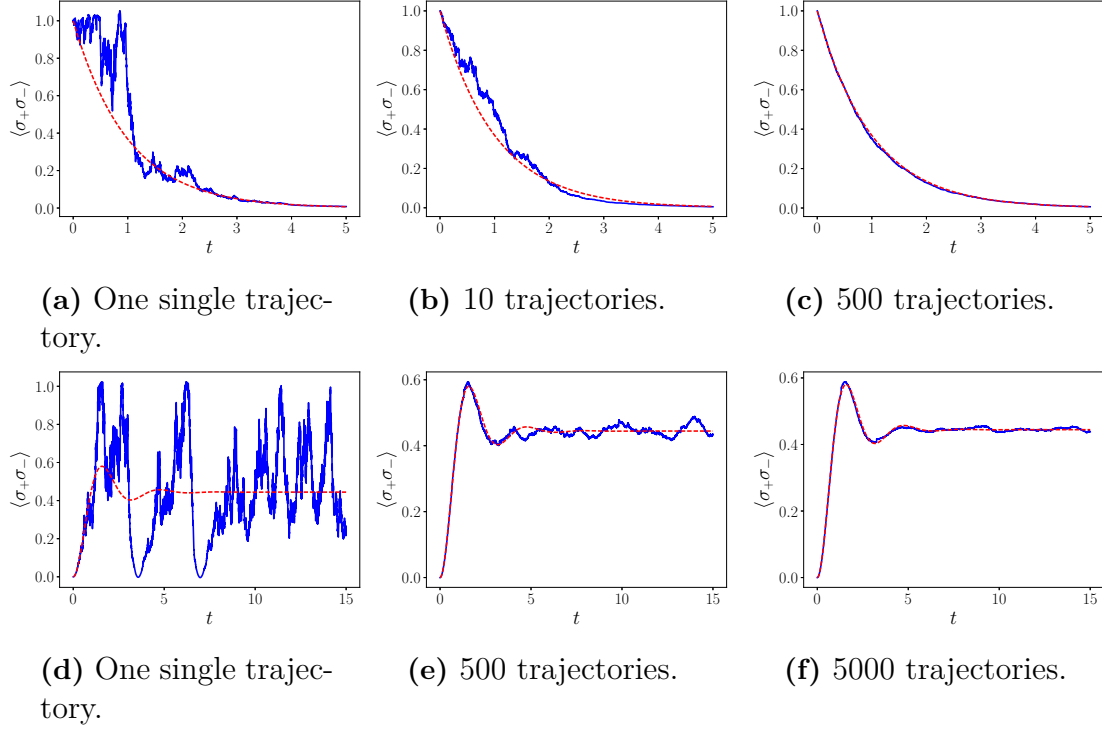 1.0
0.8
0.6
0.4
0.2
0.0
⟨σ+σ−⟩
0 1 2 3 4 5
t
1.0
0.8
0.6
0.4
0.2
0.0
⟨σ+σ−⟩
0 1 2 3 4 5
t
1.0
0.8
0.6
0.4
0.2
0.0
⟨σ+σ−⟩
0 1 2 3 4 5
t
(a) One single trajec-
tory.
(b) 10 trajectories.
(c) 500 trajectories.
1.0
0.8
0.6
0.4
0.2
0.0
⟨σ+σ−⟩
0 5 10 15
t
0.6
0.4
0.2
0.0
⟨σ+σ−⟩
0 5 10 15
t
0.6
0.4
0.2
0.0
⟨σ+σ−⟩
0 5 10 15
t
(d) One single trajec-
tory.
(e) 500 trajectories.
(f) 5000 trajectories.